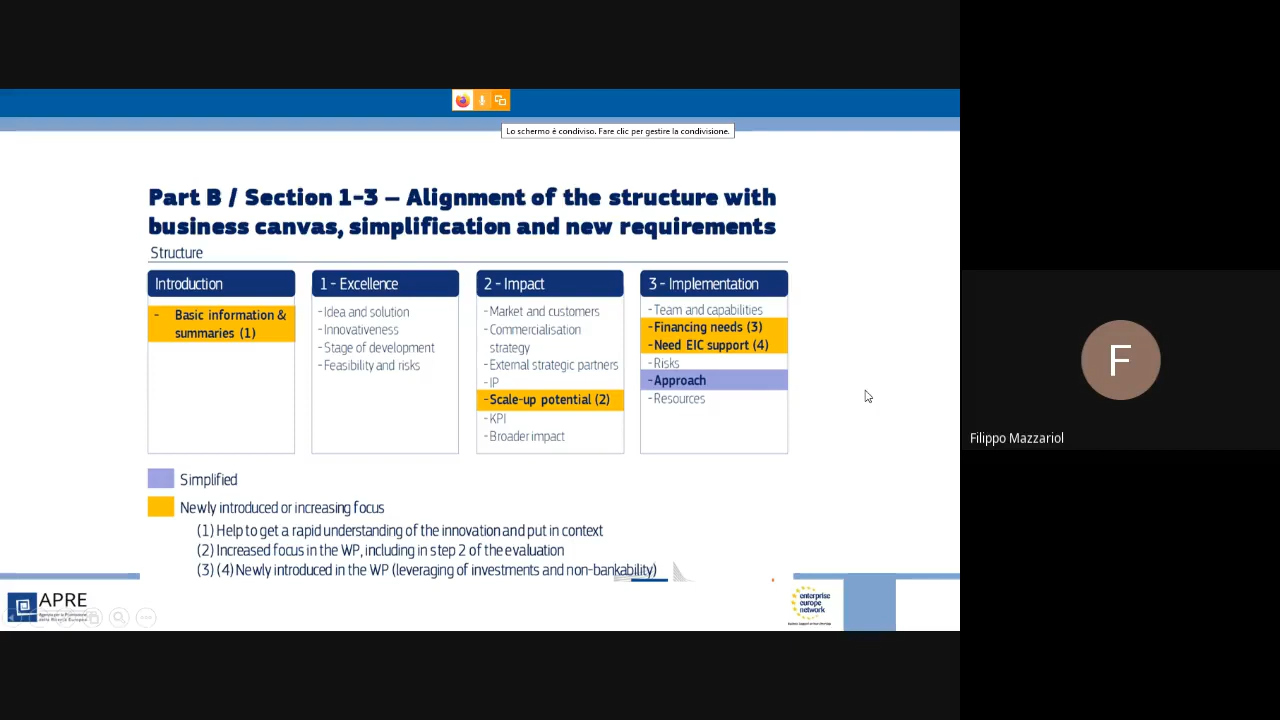 Lo schermo è condiviso. Fare clic per gestire la condivisione.
Part B / Section 1-3 – Alignment of the structure with
business canvas, simplification and new requirements
Structure
Introduction
- Basic information &
summaries (1)
1 - Excellence
- Idea and solution
- Innovativeness
- Stage of development
- Feasibility and risks
2 - Impact
- Market and customers
- Commercialisation
strategy
- External strategic partners
- IP
- Scale-up potential (2)
- KPI
- Broader impact
3 - Implementation
- Team and capabilities
- Financing needs (3)
- Need EIC support (4)
- Risks
- Approach
- Resources
Simplified
Newly introduced or increasing focus
(1) Help to get a rapid understanding of the innovation and put in context
(2) Increased focus in the WP, including in step 2 of the evaluation
(3) (4) Newly introduced in the WP (leveraging of investments and non-bankability)
APRE
enterprise
europe
network
F
Filippo Mazzariol